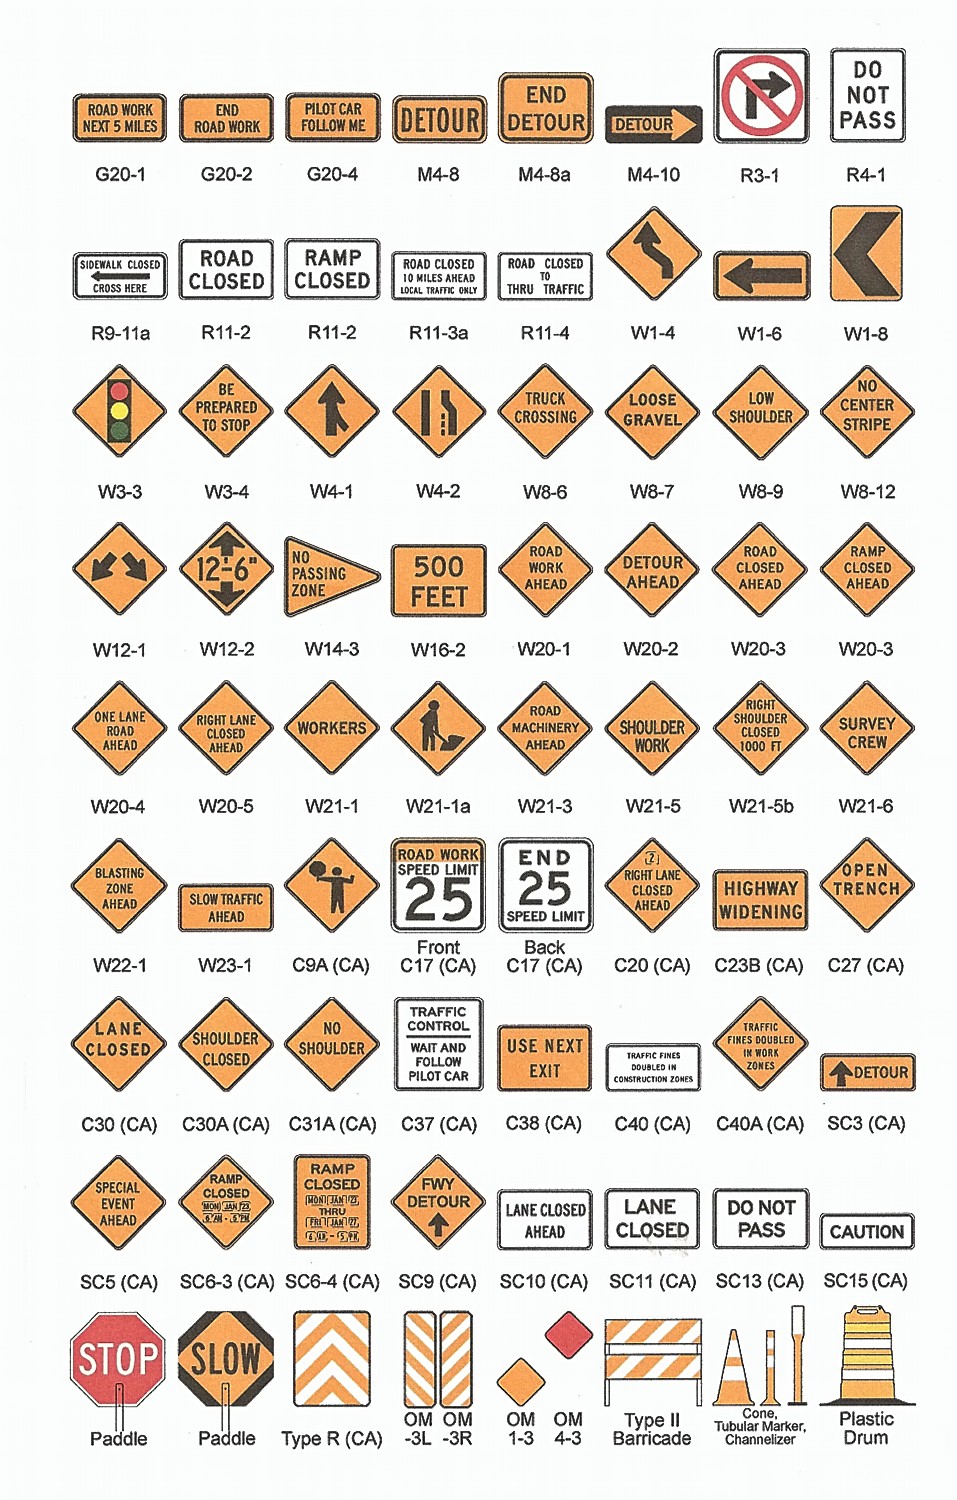 ROAD WORK
NEXT 5 MILES
END
ROAD WORK
PILOT CAR
FOLLOW ME
DETOUR
END
DETOUR
DETOUR
DO
NOT
PASS
G20-1 G20-2 G20-4 M4-8 M4-8a M4-10 R3-1 R4-1
SIDEWALK CLOSED
CROSS HERE
ROAD
CLOSED
RAMP
CLOSED
ROAD CLOSED
10 MILES AHEAD
LOCAL TRAFFIC ONLY
ROAD CLOSED
TO
THRU TRAFFIC
R9-11a R11-2 R11-2 R11-3a R11-4 W1-4 W1-6 W1-8
BE
PREPARED
TO STOP
TRUCK
CROSSING
LOOSE
GRAVEL
LOW
SHOULDER
NO
CENTER
STRIPE
W3-3 W3-4 W4-1 W4-2 W8-6 W8-7 W8-9 W8-12
12'-6"
NO
PASSING
ZONE
500
FEET
ROAD
WORK
AHEAD
DETOUR
AHEAD
ROAD
CLOSED
AHEAD
RAMP
CLOSED
AHEAD
W12-1 W12-2 W14-3 W16-2 W20-1 W20-2 W20-3 W20-3
ONE LANE
ROAD
AHEAD
RIGHT LANE
CLOSED
AHEAD
WORKERS
ROAD
MACHINERY
AHEAD
SHOULDER
WORK
RIGHT
SHOULDER
CLOSED
1000 FT
SURVEY
CREW
W20-4 W20-5 W21-1 W21-1a W21-3 W21-5 W21-5b W21-6
BLASTING
ZONE
AHEAD
SLOW TRAFFIC
AHEAD
ROAD WORK
SPEED LIMIT
25
END
25
SPEED LIMIT
2
RIGHT LANE
CLOSED
AHEAD
HIGHWAY
WIDENING
OPEN
TRENCH
W22-1 W23-1 C9A (CA)
Front
C17 (CA)
Back
C17 (CA)
C20 (CA) C23B (CA) C27 (CA)
LANE
CLOSED
SHOULDER
CLOSED
NO
SHOULDER
TRAFFIC
CONTROL
WAIT AND
FOLLOW
PILOT CAR
USE NEXT
EXIT
TRAFFIC FINES
DOUBLED IN
CONSTRUCTION ZONES
TRAFFIC
FINES DOUBLED
IN WORK
ZONES
DETOUR
C30 (CA) C30A (CA) C31A (CA) C37 (CA) C38 (CA) C40 (CA) C40A (CA) SC3 (CA)
SPECIAL
EVENT
AHEAD
RAMP
CLOSED
MON JAN 23
6 AM - 5 PM
RAMP
CLOSED
MON JAN 23
THRU
FRI JAN 27
FWY
DETOUR
LANE CLOSED
AHEAD
LANE
CLOSED
DO NOT
PASS
CAUTION
SC5 (CA) SC6-3 (CA) SC6-4 (CA) SC9 (CA) SC10 (CA) SC11 (CA) SC13 (CA) SC15 (CA)
STOP
SLOW
Paddle
Paddle
Type R (CA)
OM
-3L
OM
-3R
OM
1-3
OM
4-3
Type II
Barricade
Cone,
Tubular Marker,
Channelizer
Plastic
Drum